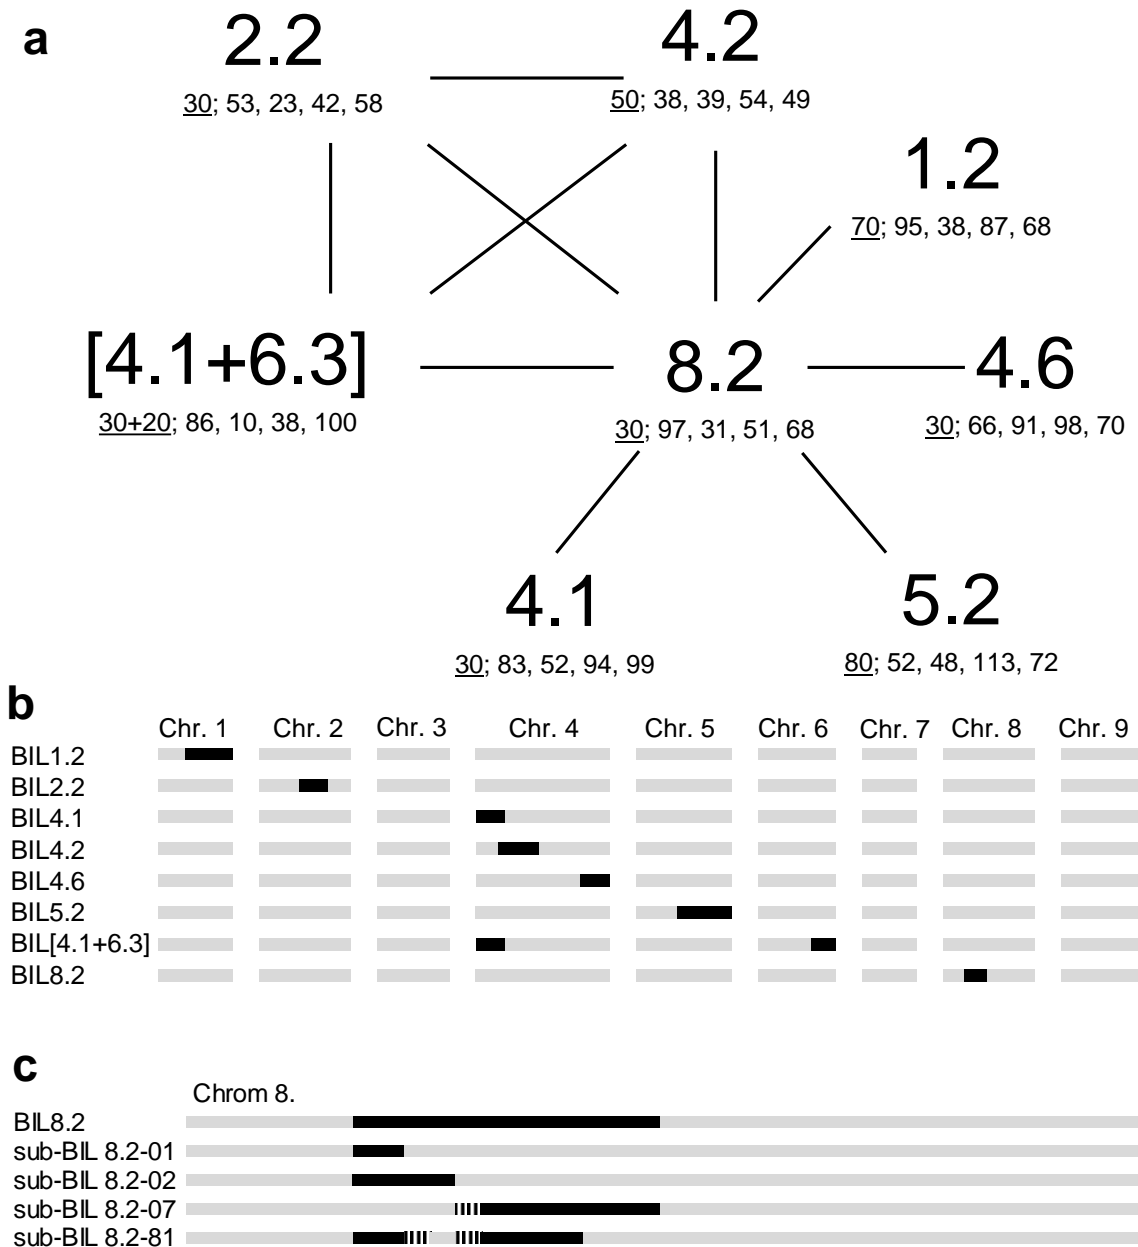 a
2.2
30; 53, 23, 42, 58
4.2
50; 38, 39, 54, 49
1.2
70; 95, 38, 87, 68
[4.1+6.3]
30+20; 86, 10, 38, 100
8.2
30; 97, 31, 51, 68
4.6
30; 66, 91, 98, 70
4.1
30; 83, 52, 94, 99
5.2
80; 52, 48, 113, 72
b
Chr. 1 Chr. 2 Chr. 3 Chr. 4 Chr. 5 Chr. 6 Chr. 7 Chr. 8 Chr. 9
BIL1.2
BIL2.2
BIL4.1
BIL4.2
BIL4.6
BIL5.2
BIL[4.1+6.3]
BIL8.2
c
Chrom 8.
BIL8.2
sub-BIL 8.2-01
sub-BIL 8.2-02
sub-BIL 8.2-07
sub-BIL 8.2-81